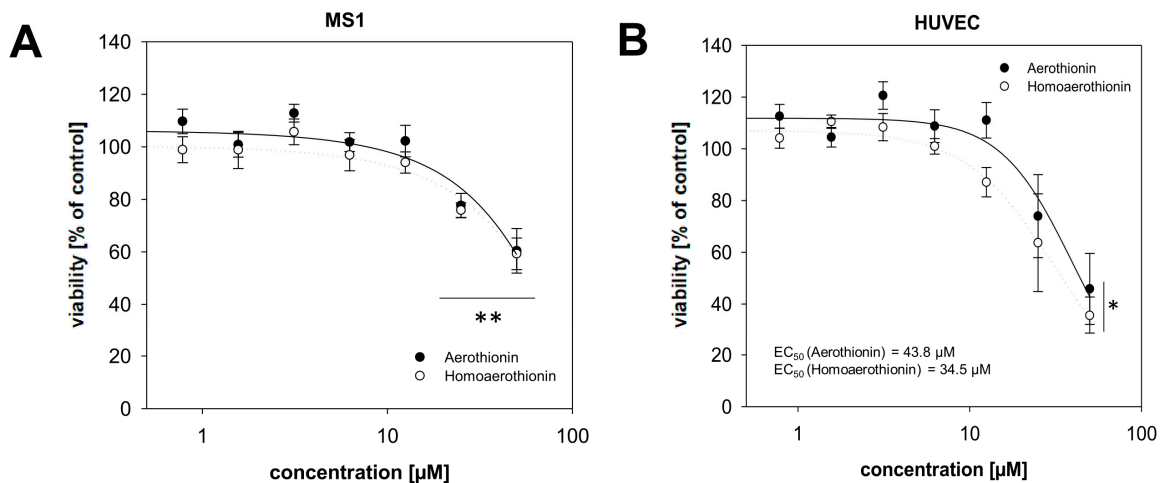 A
MS1
viability [% of control]
140
120
100
80
60
40
20
0
**
Aerothionin
Homoaerothionin
1
10
100
concentration [µM]
B
HUVEC
viability [% of control]
140
120
100
80
60
40
20
0
Aerothionin
Homoaerothionin
*
EC50 (Aerothionin) = 43.8 µM
EC50 (Homoaerothionin) = 34.5 µM
1
10
100
concentration [µM]